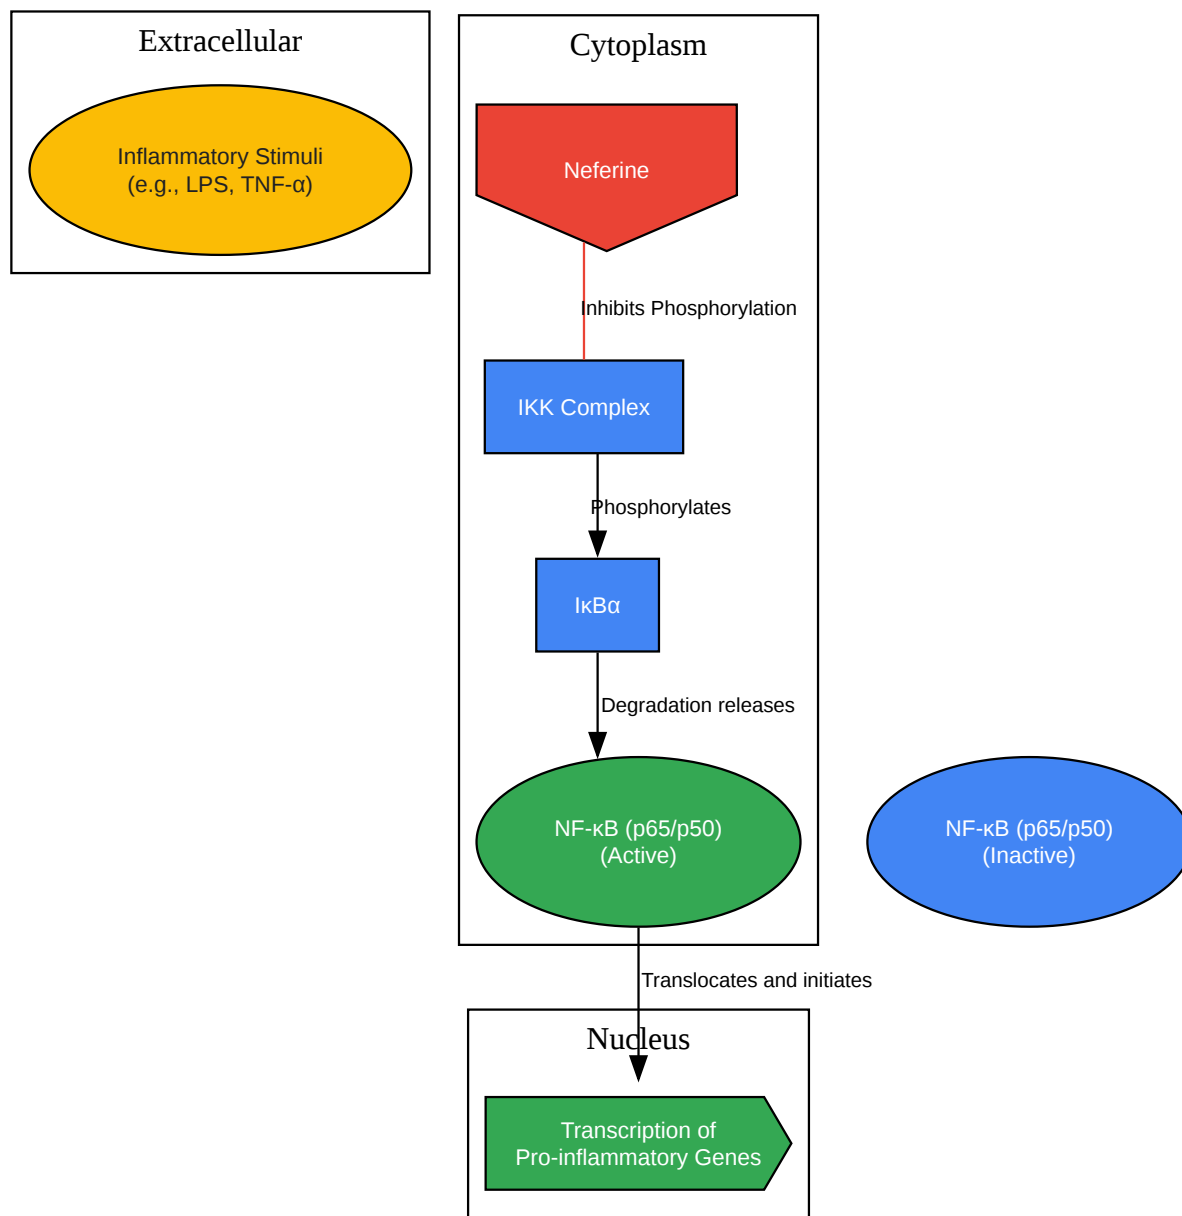 Extracellular
Inflammatory Stimuli
(e.g., LPS, TNF-α)
Cytoplasm
Neferine
Inhibits Phosphorylation
IKK Complex
Phosphorylates
IκBα
Degradation releases
NF-κB (p65/p50)
(Active)
NF-κB (p65/p50)
(Inactive)
Translocates and initiates
Nucleus
Transcription of
Pro-inflammatory Genes